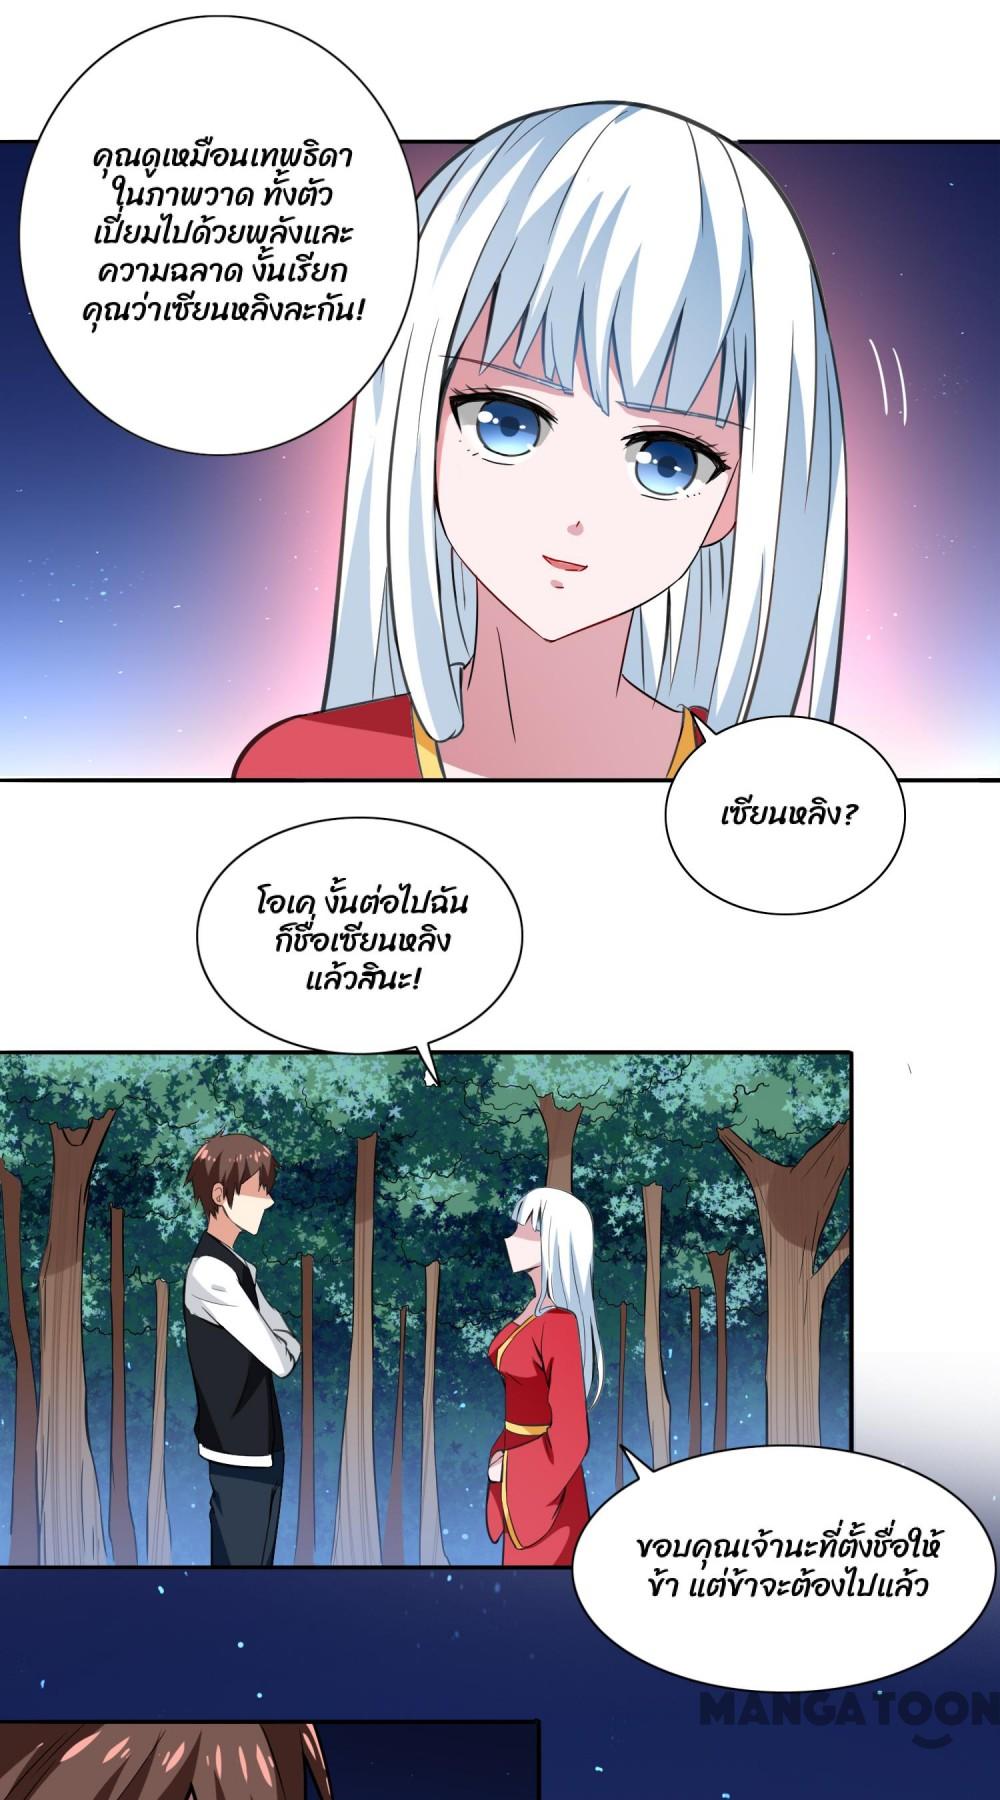 คุณดูเหมือนเทพธิดา
ในภาพวาด ทั้งตัว
เปี่ยมไปด้วยพลังและ
ความฉลาด งั้นเรียก
คุณว่าเซียนหลิงละกัน!
เซียนหลิง?
โอเค งั้นต่อไปฉัน
ก็ชื่อเซียนหลิง
แล้วสินะ!
ขอบคุณเจ้านะที่ตั้งชื่อให้
ข้า แต่ข้าจะต้องไปแล้ว
MANGATOON